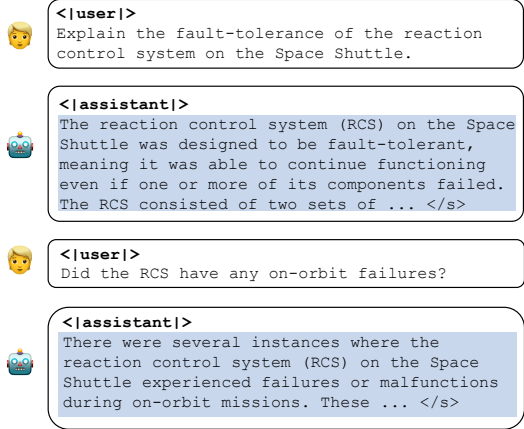 <|user|>
Explain the fault-tolerance of the reaction
control system on the Space Shuttle.
<|assistant|>
The reaction control system (RCS) on the Space
Shuttle was designed to be fault-tolerant,
meaning it was able to continue functioning
even if one or more of its components failed.
The RCS consisted of two sets of ... </s>
<|user|>
Did the RCS have any on-orbit failures?
<|assistant|>
There were several instances where the
reaction control system (RCS) on the Space
Shuttle experienced failures or malfunctions
during on-orbit missions. These ... </s>